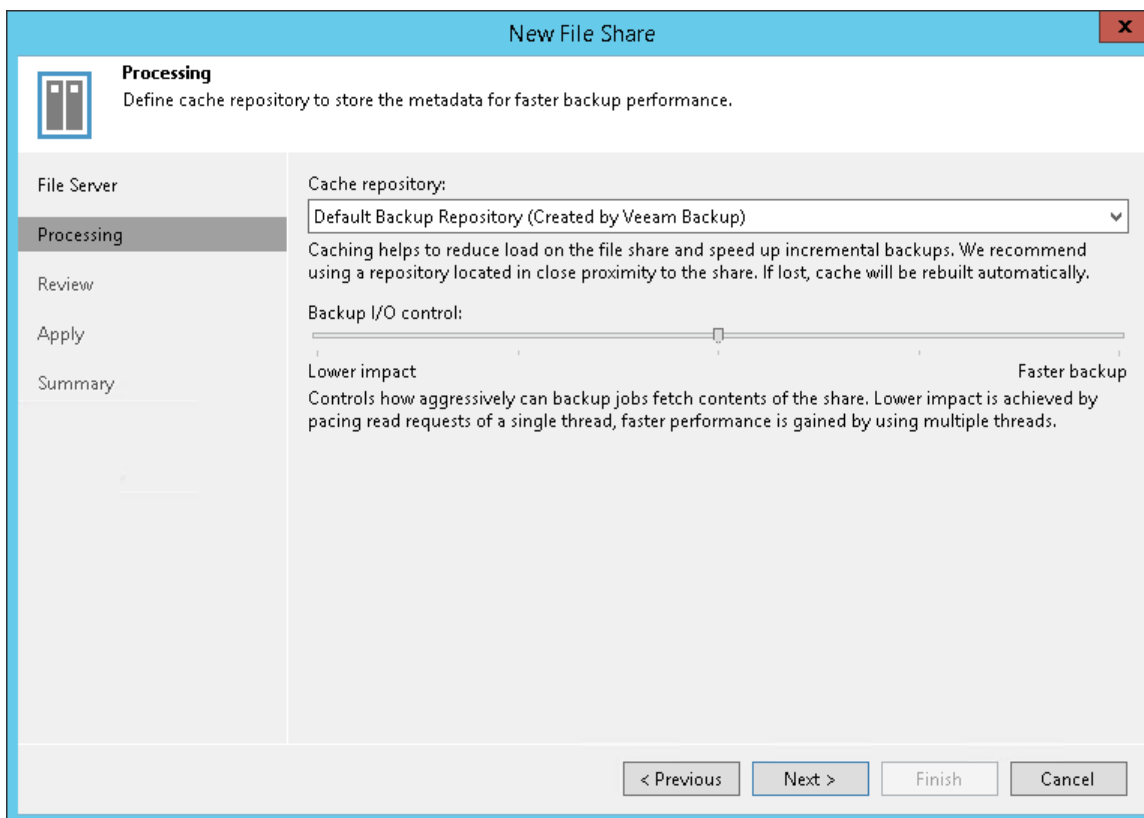 New File Share
x
Processing
Define cache repository to store the metadata for faster backup performance.
File Server
Processing
Review
Apply
Summary
Cache repository:
Default Backup Repository (Created by Veeam Backup)
Caching helps to reduce load on the file share and speed up incremental backups. We recommend
using a repository located in close proximity to the share. If lost, cache will be rebuilt automatically.
Backup I/O control:
Lower impact
Faster backup
Controls how aggressively can backup jobs fetch contents of the share. Lower impact is achieved by
pacing read requests of a single thread, faster performance is gained by using multiple threads.
< Previous
Next >
Finish
Cancel